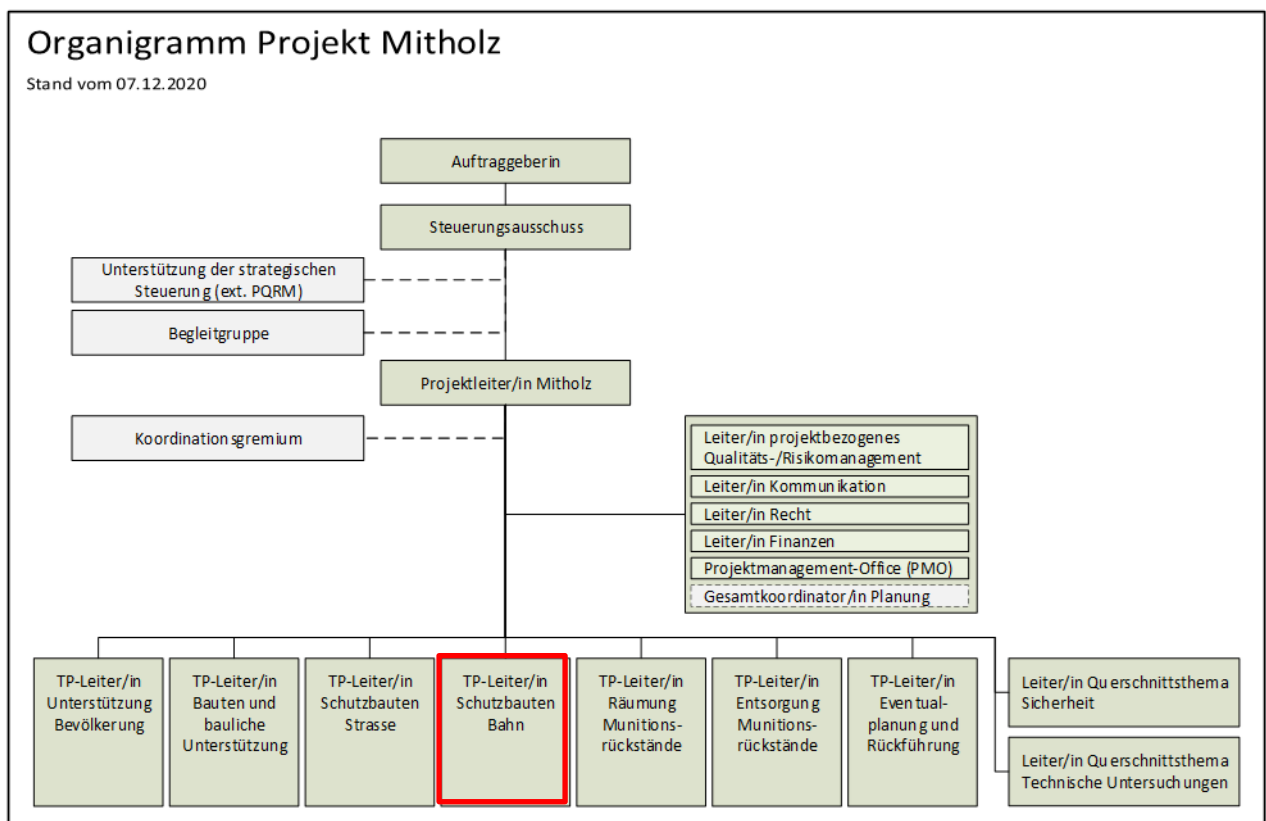 Organigramm Projekt Mitholz
Stand vom 07.12.2020
Auftraggeberin
Steuerungsausschuss
Unterstützung der strategischen
Steuerung (ext. PQRM)
Begleitgruppe
Projektleiter/in Mitholz
Koordinationsgremium
Leiter/in projektbezogenes
Qualitäts-/Risikomanagement
Leiter/in Kommunikation
Leiter/in Recht
Leiter/in Finanzen
Projektmanagement-Office (PMO)
Gesamtkoordinator/in Planung
TP-Leiter/in
Unterstützung
Bevölkerung
TP-Leiter/in
Bauten und
bauliche
Unterstützung
TP-Leiter/in
Schutzbauten
Strasse
TP-Leiter/in
Schutzbauten
Bahn
TP-Leiter/in
Räumung
Munitions-
rückstände
TP-Leiter/in
Entsorgung
Munitions-
rückstände
TP-Leiter/in
Eventual-
planung und
Rückführung
Leiter/in Querschnittsthema
Sicherheit
Leiter/in Querschnittsthema
Technische Untersuchungen